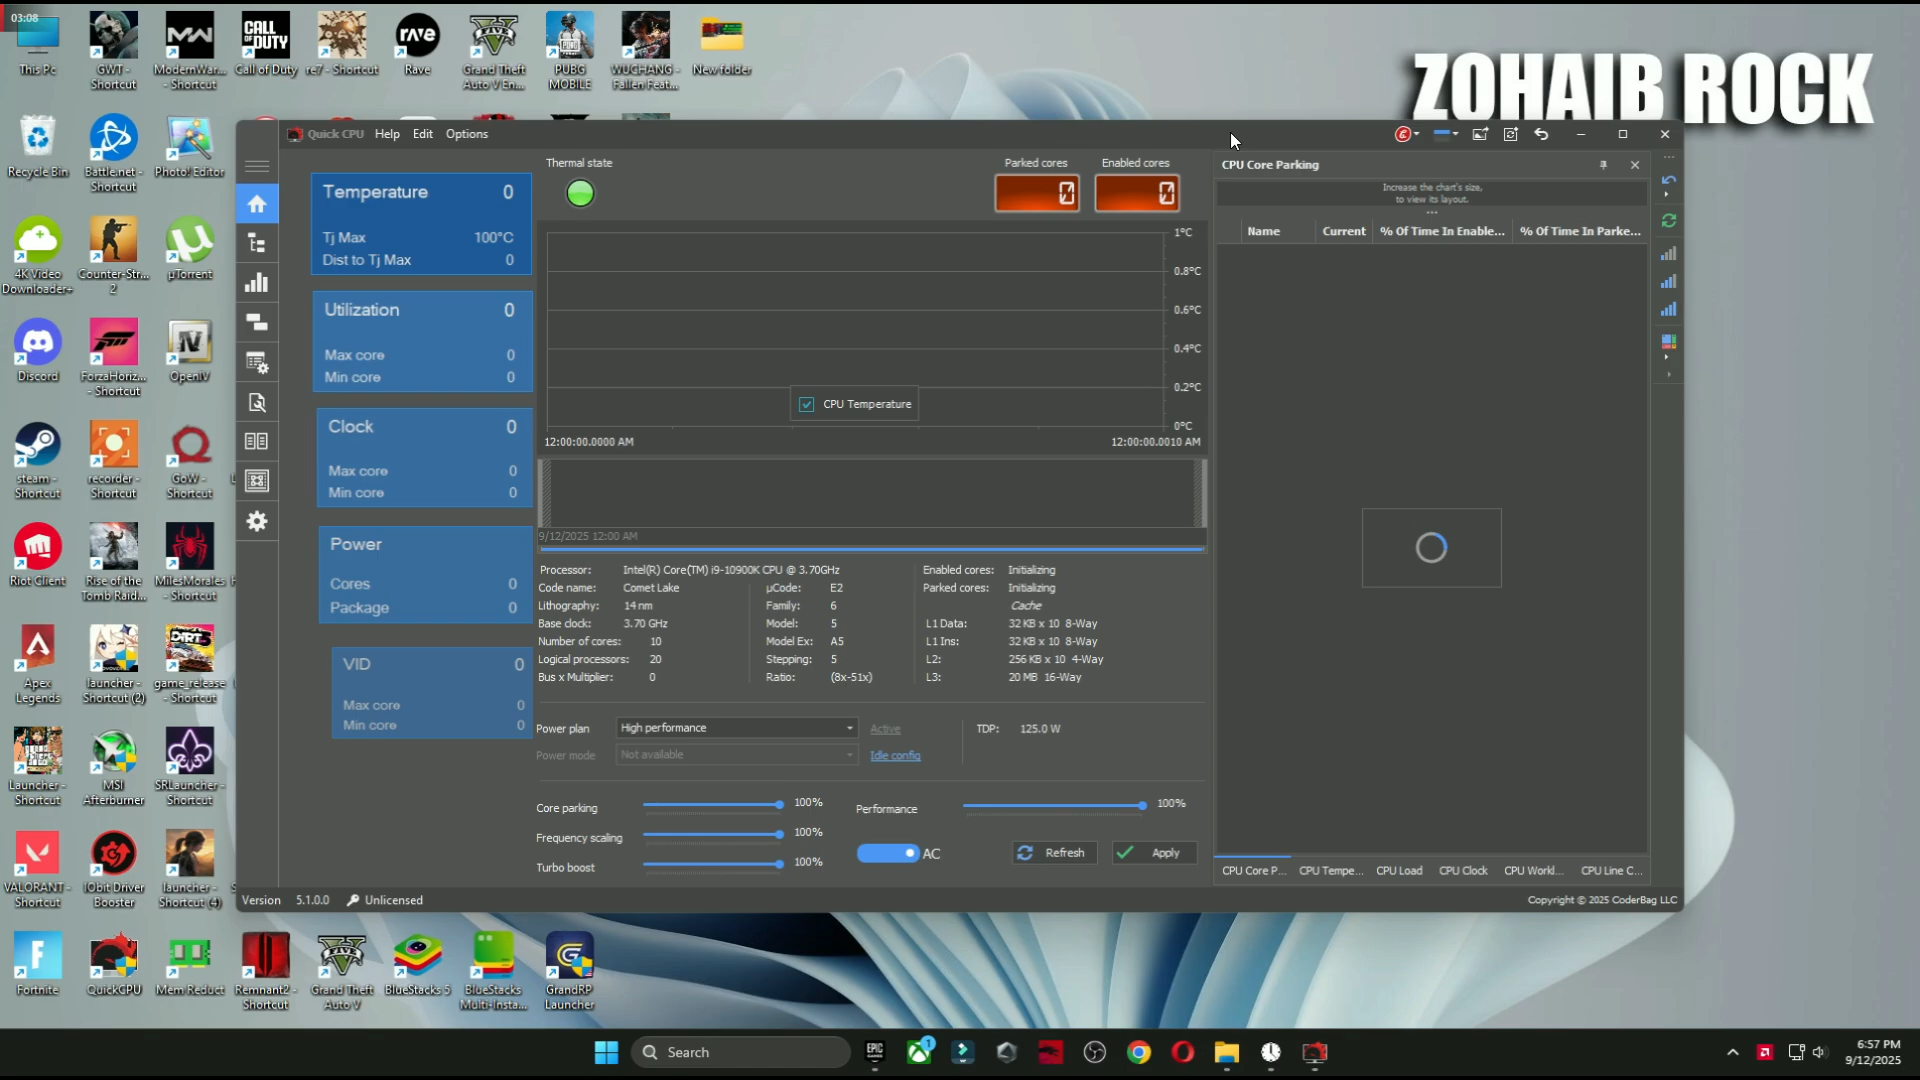 03:08
This Pc
GWT - Shortcut
ModernWar... - Shortcut
Call of Duty
re7 - Shortcut
Rave
Grand Theft Auto V En...
PUBG MOBILE
WUCHANG - Fallen Feat...
New folder
ZOHAIB ROCK
Recycle Bin
Battle.net - Shortcut
Photo! Editor
4K Video Downloader+
Counter-Str... 2
µTorrent
Discord
ForzaHoriz... - Shortcut
OpenIV
steam - Shortcut
recorder - Shortcut
GoW - Shortcut
Riot Client
Rise of the Tomb Raid...
MilesMorales - Shortcut
Apex Legends
launcher - Shortcut (2)
game_release - Shortcut
Launcher - Shortcut
MSI Afterburner
SRLauncher - Shortcut
VALORANT - Shortcut
IObit Driver Booster
launcher - Shortcut (4)
Fortnite
QuickCPU
Mem Reduct
Remnant2 - Shortcut
Grand Theft Auto V
BlueStacks 5
BlueStacks Multi-Insta...
GrandRP Launcher
Quick CPU Help Edit Options
Temperature 0
Tj Max 100°C
Dist to Tj Max 0
Utilization 0
Max core 0
Min core 0
Clock 0
Max core 0
Min core 0
Power
Cores 0
Package 0
VID 0
Max core 0
Min core 0
Thermal state
Parked cores Enabled cores
0 0
1°C
0.8°C
0.6°C
0.4°C
0.2°C
0°C
CPU Temperature
12:00:00.0000 AM 12:00:00.0010 AM
9/12/2025 12:00 AM
Processor: Intel(R) Core(TM) i9-10900K CPU @ 3.70GHz Enabled cores: Initializing
Code name: Comet Lake µCode: E2 Parked cores: Initializing
Lithography: 14 nm Family: 6 Cache
Base clock: 3.70 GHz Model: 5 L1 Data: 32 KB x 10 8-Way
Number of cores: 10 Model Ex: A5 L1 Ins: 32 KB x 10 8-Way
Logical processors: 20 Stepping: 5 L2: 256 KB x 10 4-Way
Bus x Multiplier: 0 Ratio: (8x-51x) L3: 20 MB 16-Way
Power plan High performance Active TDP: 125.0 W
Power mode Not available Idle config
Core parking 100% Performance 100%
Frequency scaling 100%
Turbo boost 100% AC Refresh Apply
CPU Core Parking
Increase the chart's size,
to view its layout.
Name Current % Of Time In Enable... % Of Time In Parke...
CPU Core P... CPU Tempe... CPU Load CPU Clock CPU Workl... CPU Line C...
Version 5.1.0.0 Unlicensed Copyright © 2025 CoderBag LLC
Search
EPIC GAMES
1
6:57 PM
9/12/2025